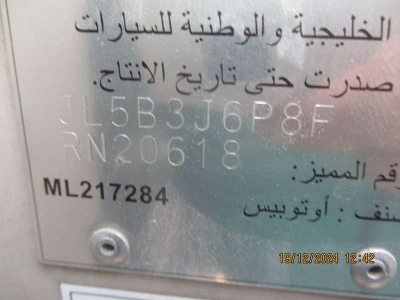 الخليجية والوطنية للسيارات
صدرت حتى تاريخ الانتاج.
JL5B3J6P8F
RN20618
رقم المميز:
ML217284
صنف : أوتوبيس
19/12/2024 12:42